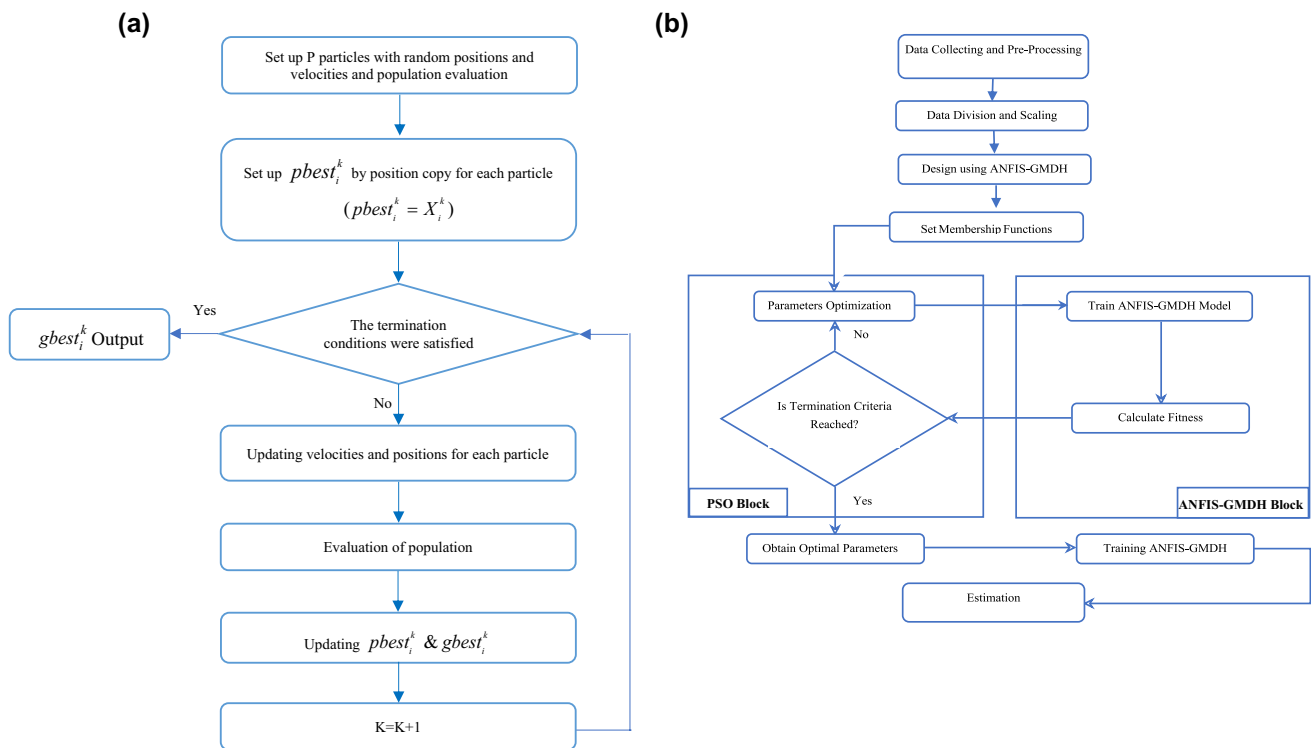 (a)
Set up P particles with random positions and
velocities and population evaluation
Set up pbest_i^k by position copy for each particle
(pbest_i^k = X_i^k)
The termination
conditions were satisfied
Yes
gbest_i^k Output
No
Updating velocities and positions for each particle
Evaluation of population
Updating pbest_i^k & gbest_i^k
K=K+1
(b)
Data Collecting and Pre-Processing
Data Division and Scaling
Design using ANFIS-GMDH
Set Membership Functions
Parameters Optimization
Train ANFIS-GMDH Model
No
Is Termination Criteria
Reached?
Calculate Fitness
Yes
PSO Block
ANFIS-GMDH Block
Obtain Optimal Parameters
Training ANFIS-GMDH
Estimation